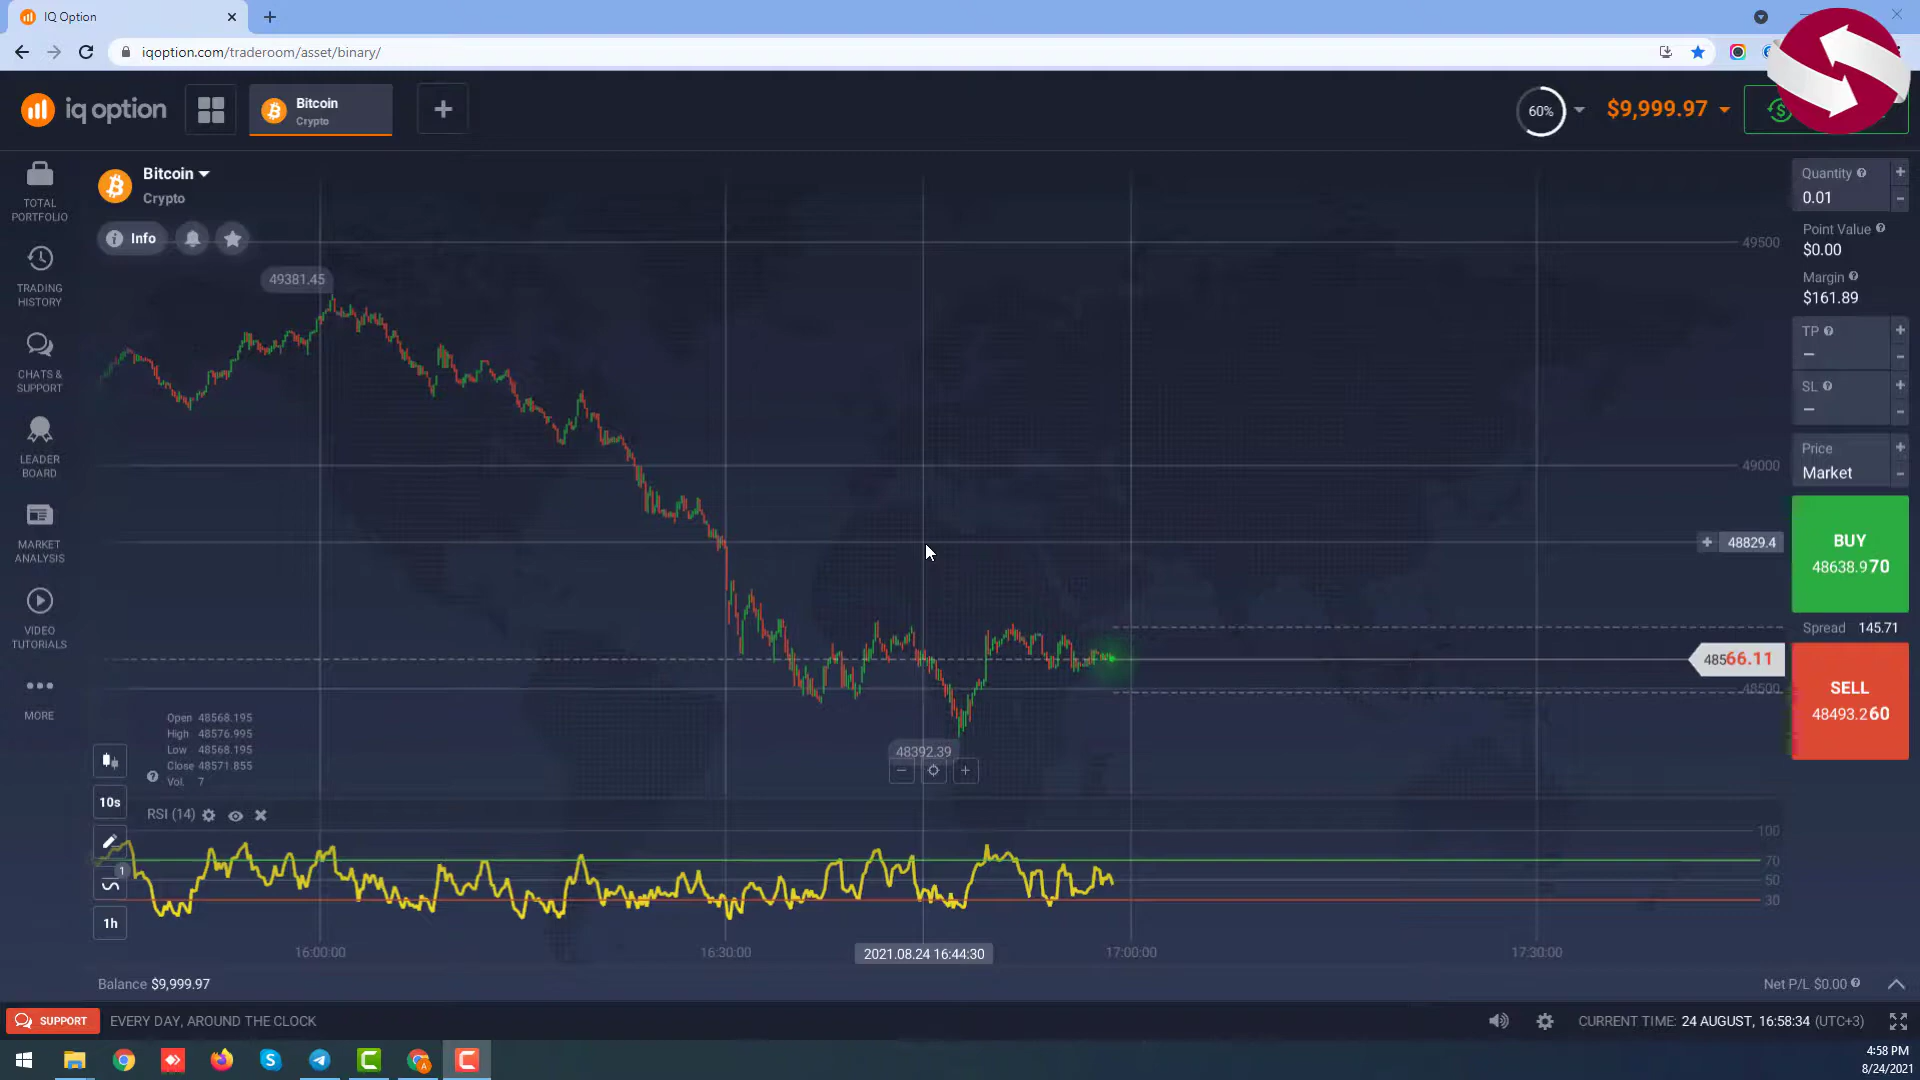 IQ Option
iqoption.com/traderoom/asset/binary/
iq option
Bitcoin
Crypto
60%
$9,999.97
TOTAL
PORTFOLIO
TRADING
HISTORY
CHATS &
SUPPORT
LEADER
BOARD
MARKET
ANALYSIS
VIDEO
TUTORIALS
MORE
Bitcoin
Crypto
Info
49381.45
49500
49000
48829.4
48566.11
48500
48392.39
Open 48568.195
High 48576.995
Low 48568.195
Close 48571.855
Vol. 7
10s
RSI (14)
1
1h
100
70
50
30
16:00:00
16:30:00
2021.08.24 16:44:30
17:00:00
17:30:00
Quantity
0.01
Point Value
$0.00
Margin
$161.89
TP
SL
Price
Market
BUY
48638.970
Spread 145.71
SELL
48493.260
Balance $9,999.97
Net P/L $0.00
SUPPORT
EVERY DAY, AROUND THE CLOCK
CURRENT TIME: 24 AUGUST, 16:58:34 (UTC+3)
4:58 PM
8/24/2021